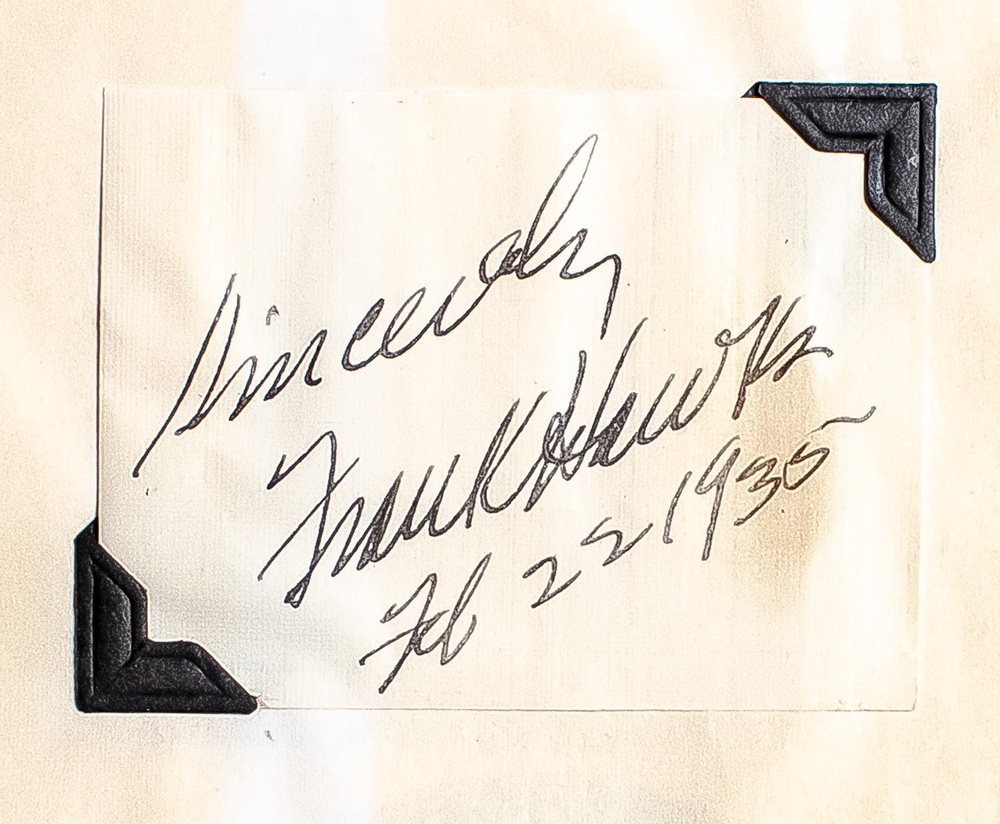 Sincerely
Frank Hawks
Feb 22 1935